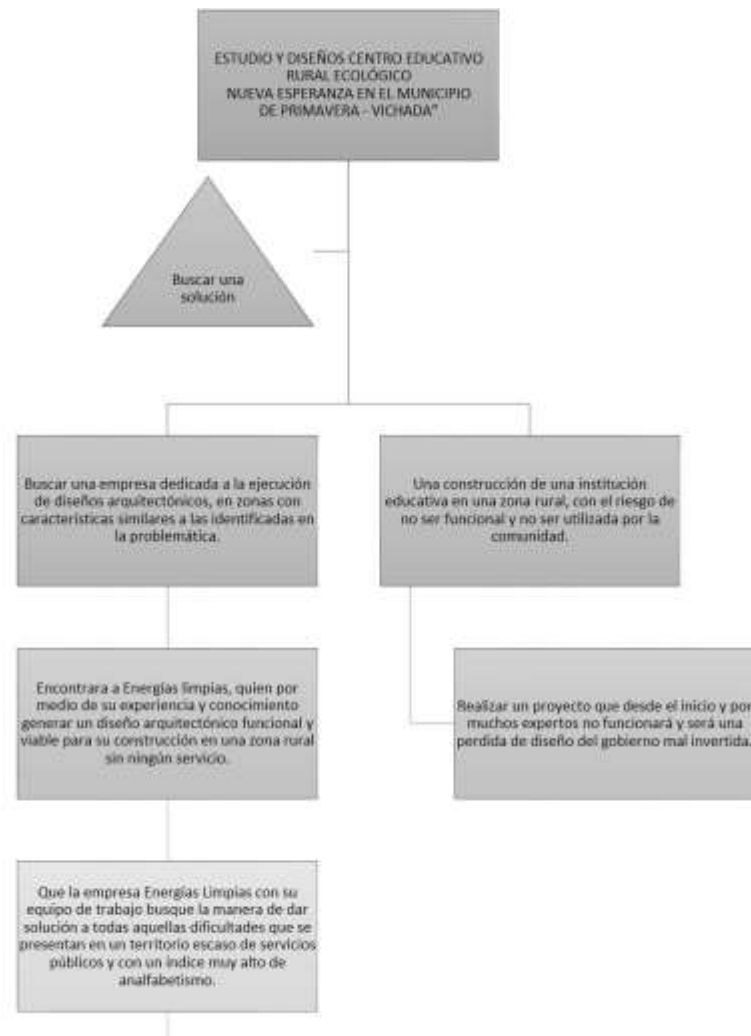 ESTUDIO Y DISEÑOS CENTRO EDUCATIVO
RURAL ECOLÓGICO
NUEVA ESPERANZA EN EL MUNICIPIO
DE PRIMAVERA - VICHADA"
Buscar una
solución
Buscar una empresa dedicada a la ejecución
de diseños arquitectónicos, en zonas con
características similares a las identificadas en
la problemática.
Una construcción de una institución
educativa en una zona rural, con el riesgo de
no ser funcional y no ser utilizada por la
comunidad.
Encontrara a Energías limpias, quien por
medio de su experiencia y conocimiento
generar un diseño arquitectónico funcional y
viable para su construcción en una zona rural
sin ningún servicio.
Realizar un proyecto que desde el inicio y por
muchos expertos no funcionará y será una
perdida de diseño del gobierno mal invertida.
Que la empresa Energías Limpias con su
equipo de trabajo busque la manera de dar
solución a todas aquellas dificultades que se
presentan en un territorio escaso de servicios
públicos y con un índice muy alto de
analfabetismo.